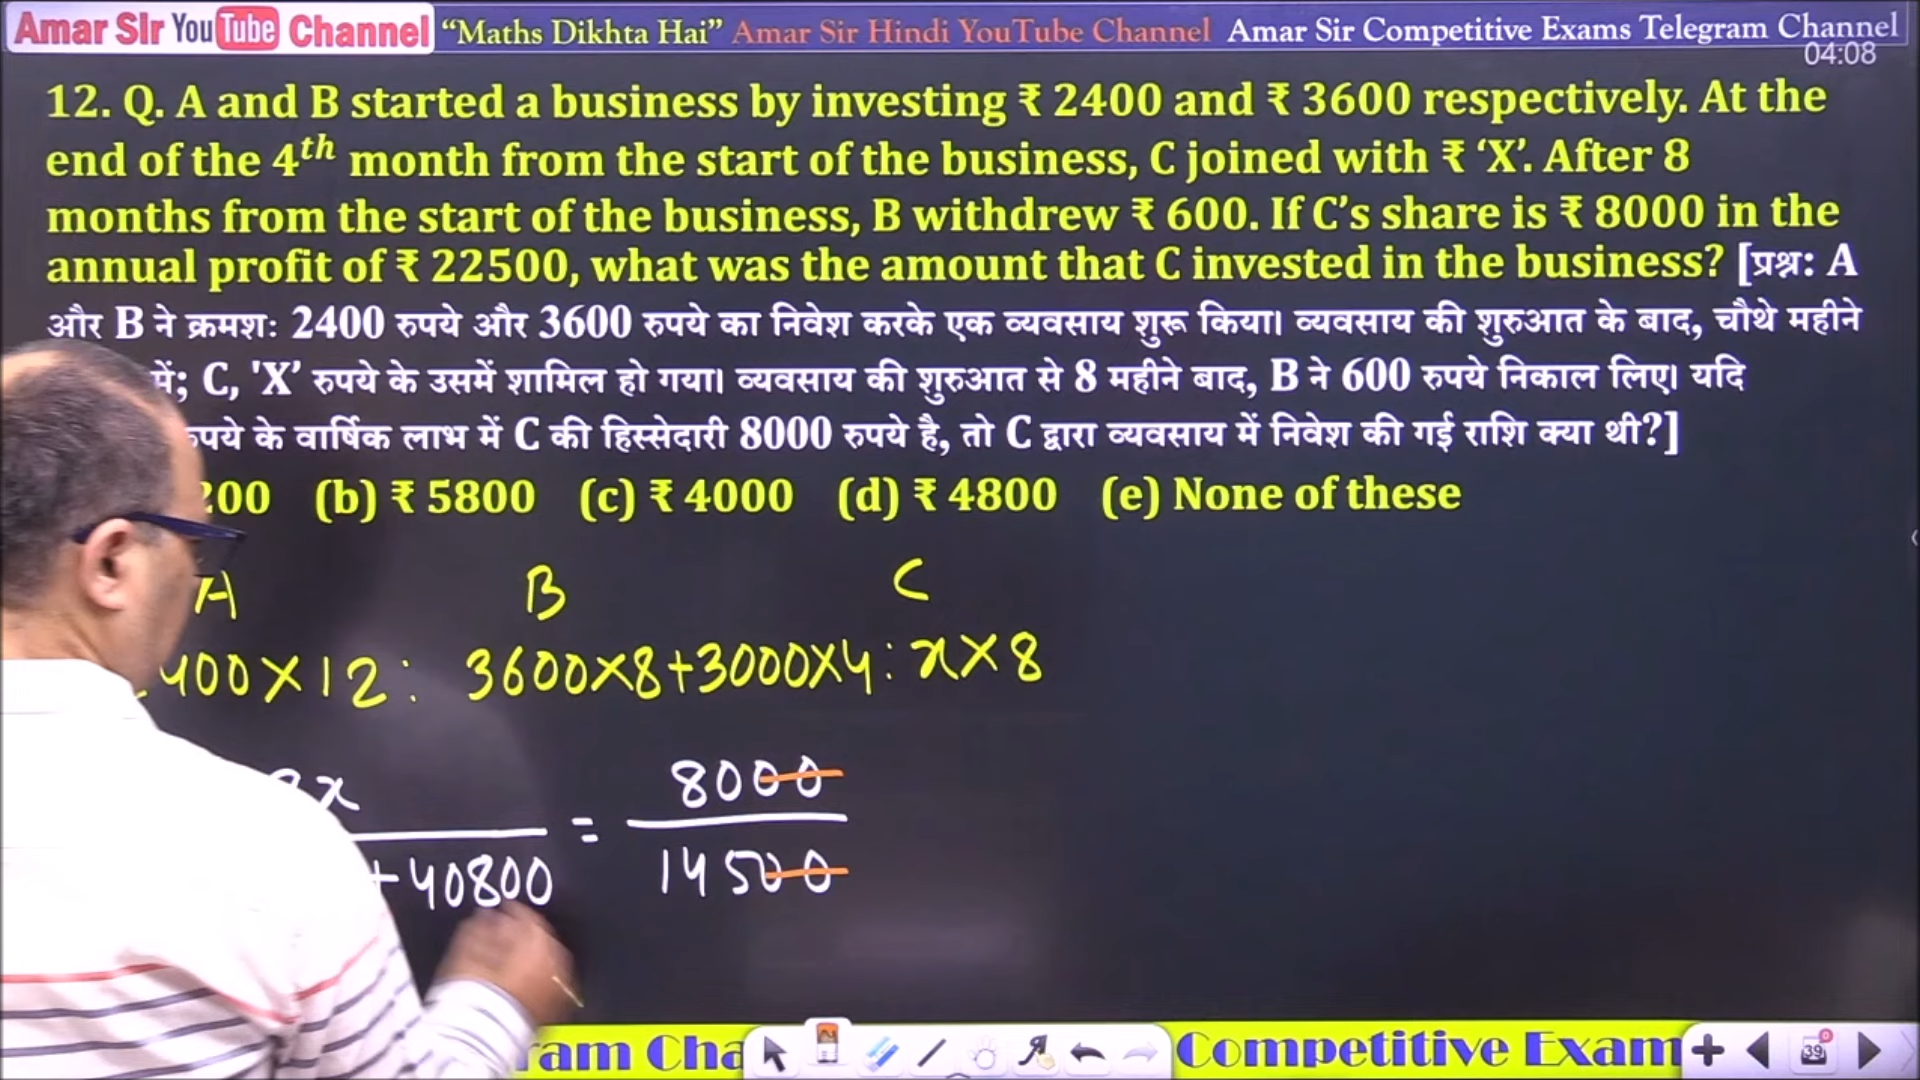 Amar Sir YouTube Channel “Maths Dikhta Hai” Amar Sir Hindi YouTube Channel Amar Sir Competitive Exams Telegram Channel
04:08
12. Q. A and B started a business by investing ₹ 2400 and ₹ 3600 respectively. At the
end of the 4th month from the start of the business, C joined with ₹ ‘X’. After 8
months from the start of the business, B withdrew ₹ 600. If C’s share is ₹ 8000 in the
annual profit of ₹ 22500, what was the amount that C invested in the business? [प्रश्न: A
और B ने क्रमशः 2400 रुपये और 3600 रुपये का निवेश करके एक व्यवसाय शुरू किया। व्यवसाय की शुरुआत के बाद, चौथे महीने
में; C, 'X’ रुपये के उसमें शामिल हो गया। व्यवसाय की शुरुआत से 8 महीने बाद, B ने 600 रुपये निकाल लिए। यदि
के वार्षिक लाभ में C की हिस्सेदारी 8000 रुपये है, तो C द्वारा व्यवसाय में निवेश की गई राशि क्या थी?]
200 (b) ₹ 5800 (c) ₹ 4000 (d) ₹ 4800 (e) None of these
A B C
400×12 : 3600×8+3000×4 : x×8
x 8000
=
+40800 14500
ram Cha Competitive Exam
39